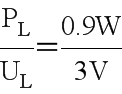 P_L/U_L = 0.9W/3V